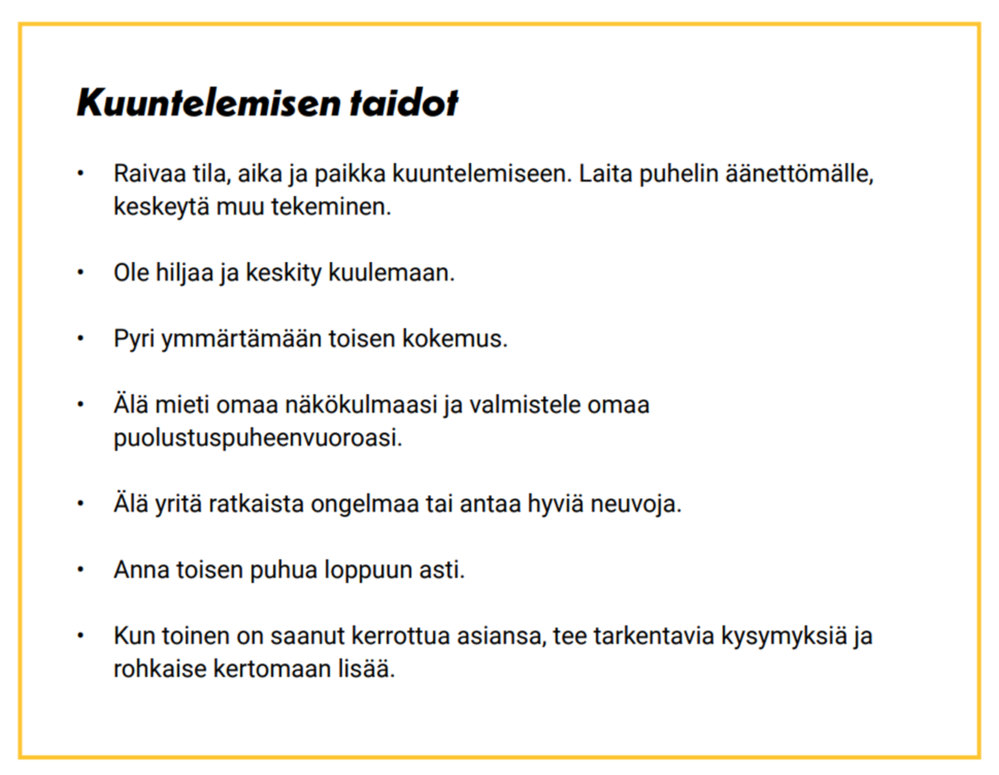 Kuuntelemisen taidot
• Raivaa tila, aika ja paikka kuuntelemiseen. Laita puhelin äänettömälle,
keskeytä muu tekeminen.
• Ole hiljaa ja keskity kuulemaan.
• Pyri ymmärtämään toisen kokemus.
• Älä mieti omaa näkökulmaasi ja valmistele omaa
puolustuspuheenvuoroasi.
• Älä yritä ratkaista ongelmaa tai antaa hyviä neuvoja.
• Anna toisen puhua loppuun asti.
• Kun toinen on saanut kerrottua asiansa, tee tarkentavia kysymyksiä ja
rohkaise kertomaan lisää.